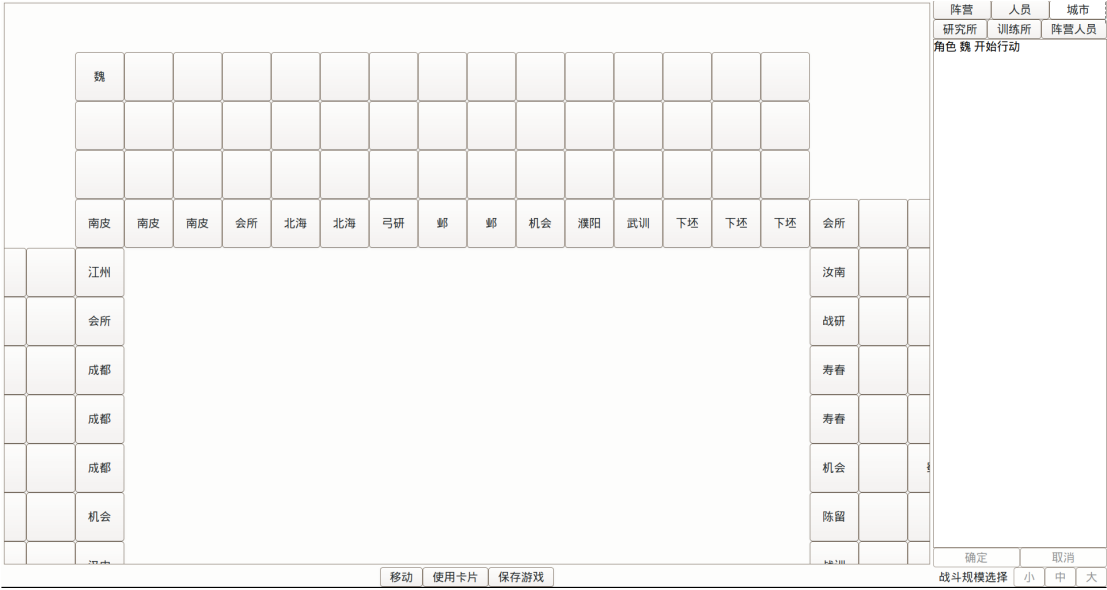 阵营 人员 城市
研究所 训练所 阵营人员
角色 魏 开始行动
魏
南皮 南皮 南皮 会所 北海 北海 弓研 邺 邺 机会 濮阳 武训 下邳 下邳 下邳 会所
江州 汝南
会所 战研
成都 寿春
成都 寿春
成都 机会
机会 陈留
确定 取消
移动 使用卡片 保存游戏 战斗规模选择 小 中 大